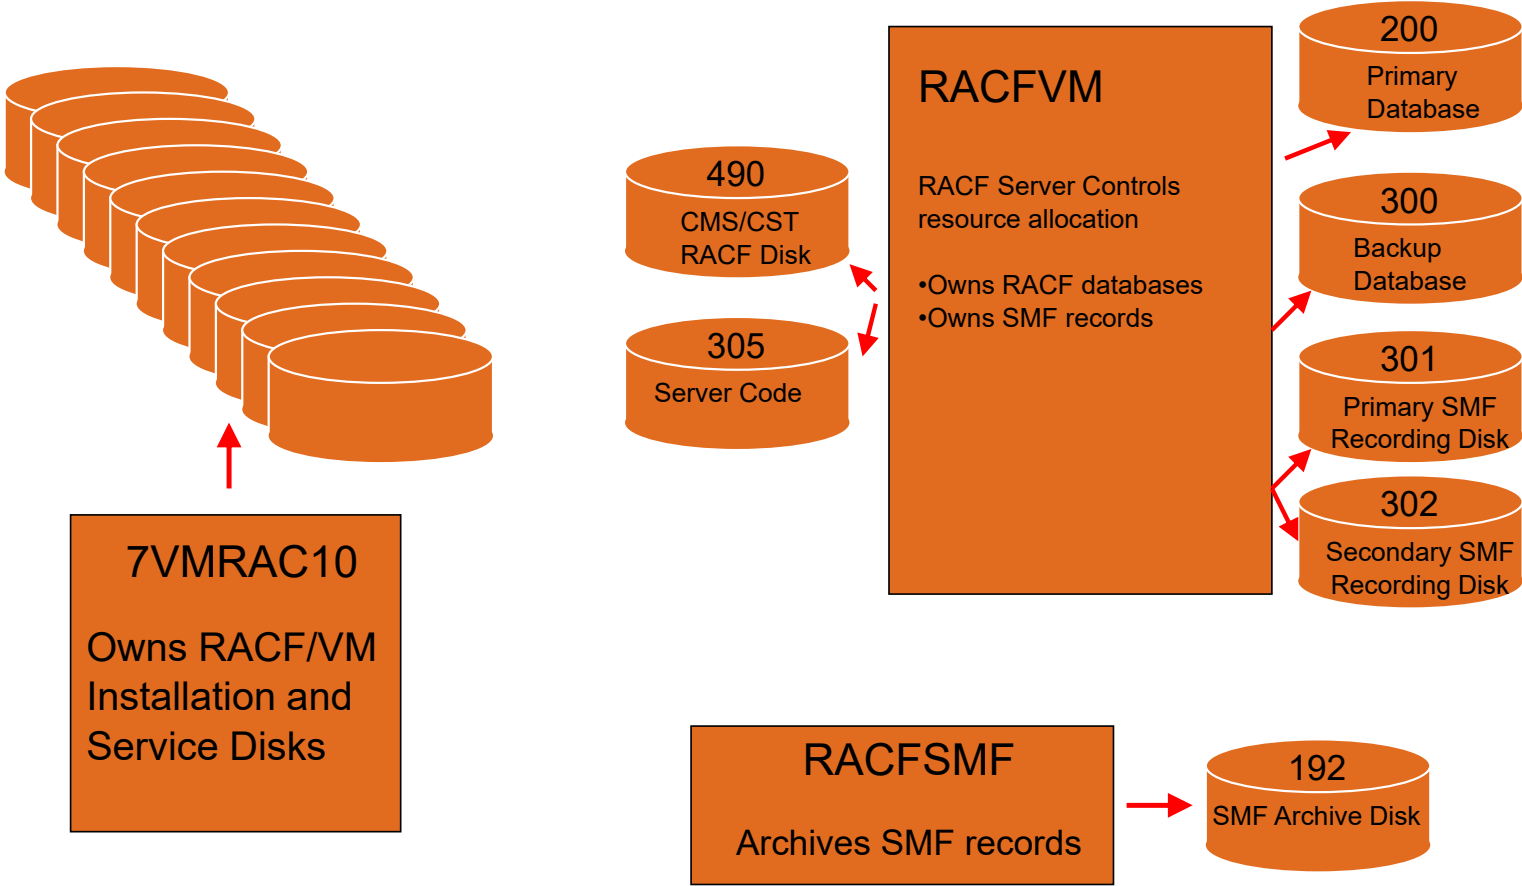 7VMRAC10
Owns RACF/VM
Installation and
Service Disks
490
CMS/CST
RACF Disk
305
Server Code
RACFVM
RACF Server Controls
resource allocation
•Owns RACF databases
•Owns SMF records
200
Primary
Database
300
Backup
Database
301
Primary SMF
Recording Disk
302
Secondary SMF
Recording Disk
RACFSMF
Archives SMF records
192
SMF Archive Disk